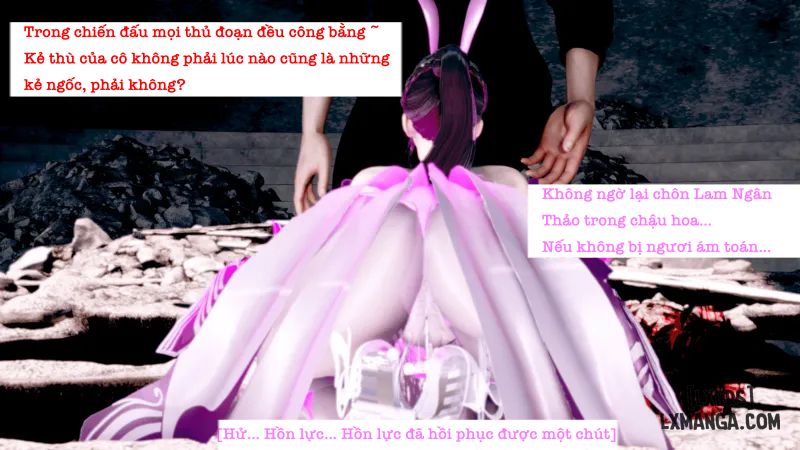 Trong chiến đấu mọi thủ đoạn đều công bằng ~
Kẻ thù của cô không phải lúc nào cũng là những
kẻ ngốc, phải không?
Không ngờ lại chôn Lam Ngân
Thảo trong chậu hoa...
Nếu không bị ngươi ám toán...
LXMANGA.COM
[Hử... Hồn lực... Hồn lực đã hồi phục được một chút]